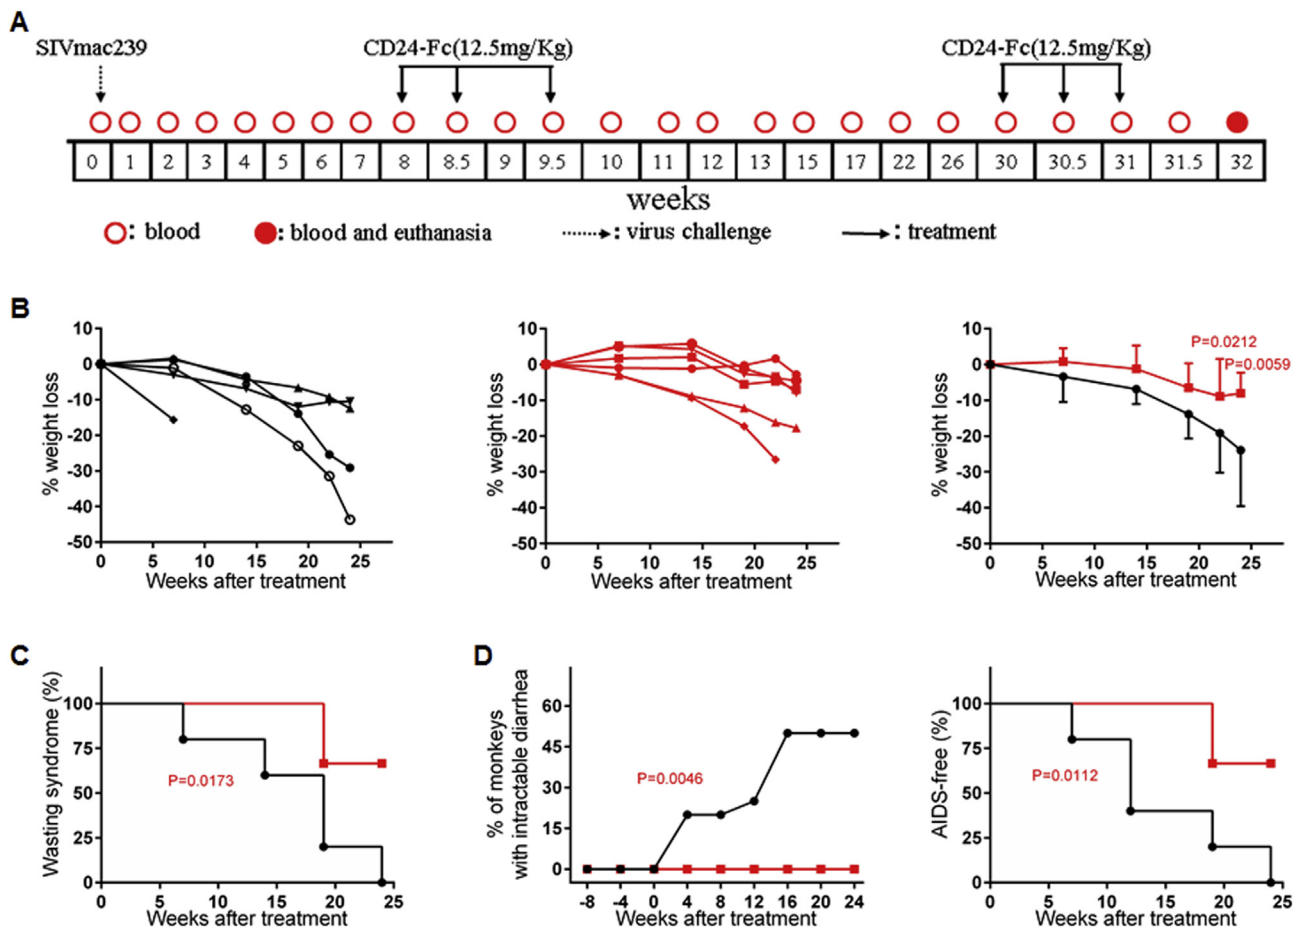 A
SIVmac239
CD24-Fc(12.5mg/Kg)
CD24-Fc(12.5mg/Kg)
0 1 2 3 4 5 6 7 8 8.5 9 9.5 10 11 12 13 15 17 22 26 30 30.5 31 31.5 32
weeks
: blood
: blood and euthanasia
: virus challenge
: treatment
B
% weight loss
10
0
-10
-20
-30
-40
-50
0 5 10 15 20 25
Weeks after treatment
% weight loss
10
0
-10
-20
-30
-40
-50
0 5 10 15 20 25
Weeks after treatment
% weight loss
10
0
-10
-20
-30
-40
-50
P=0.0212
P=0.0059
0 5 10 15 20 25
Weeks after treatment
C
Wasting syndrome (%)
100
75
50
25
0
P=0.0173
0 5 10 15 20 25
Weeks after treatment
D
% of monkeys
with intractable diarrhea
60
45
30
15
0
P=0.0046
-8 -4 0 4 8 12 16 20 24
Weeks after treatment
AIDS-free (%)
100
75
50
25
0
P=0.0112
0 5 10 15 20 25
Weeks after treatment